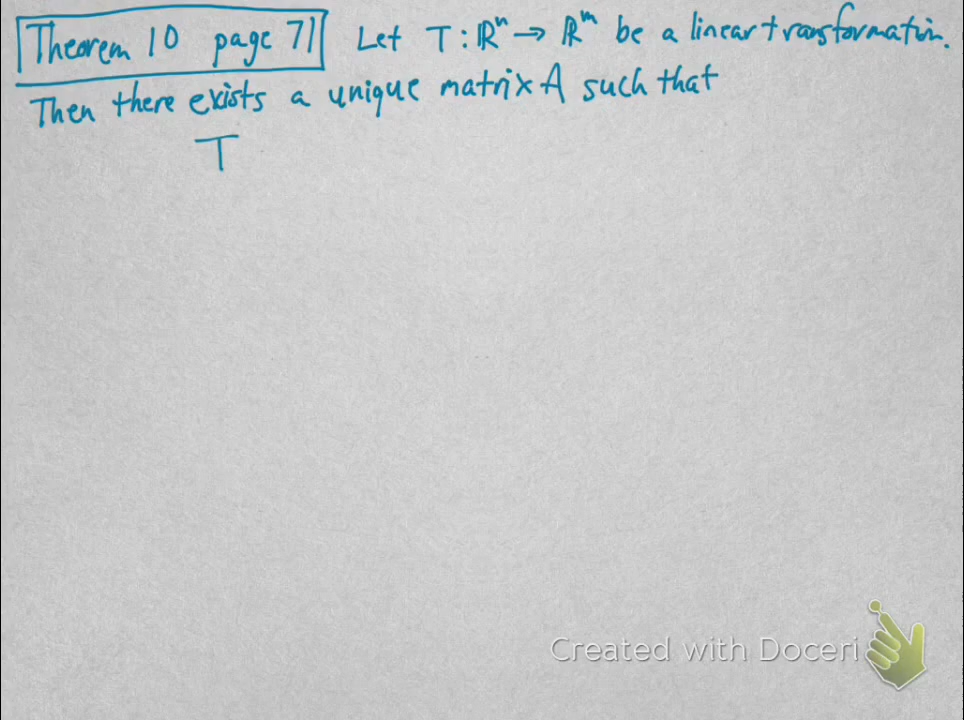 Theorem 10 page 71 Let T : ℝⁿ → ℝᵐ be a linear transformation.
Then there exists a unique matrix A such that
T
Created with Doceri